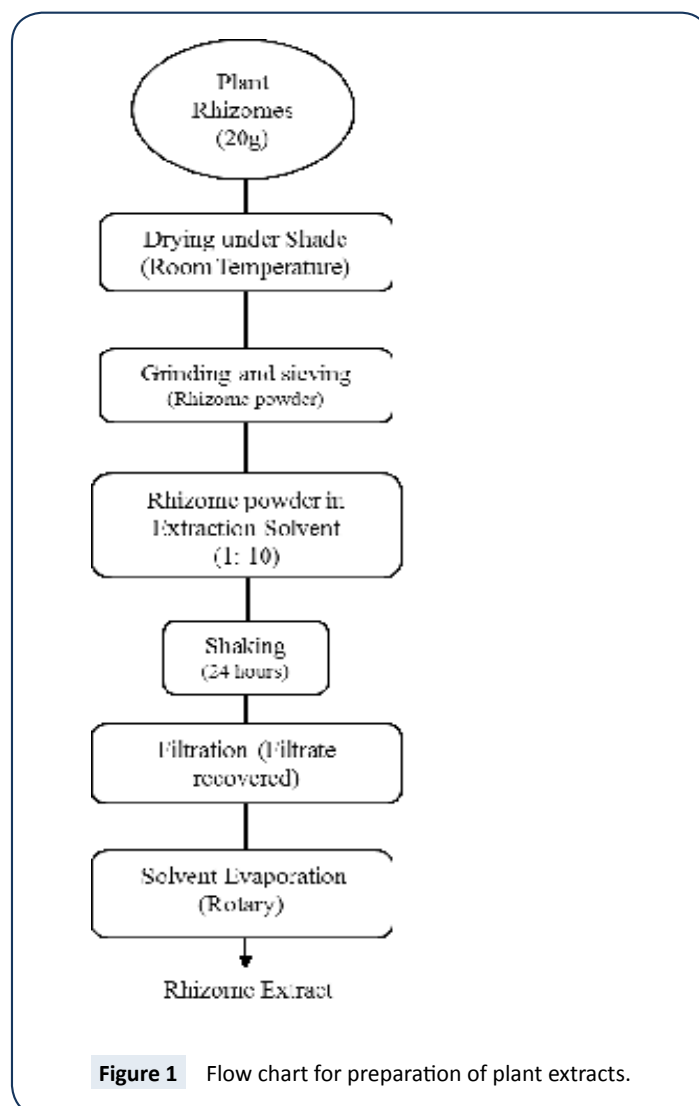 Plant
Rhizomes
(20g)
Drying under Shade
(Room Temperature)
Grinding and sieving
(Rhizome powder)
Rhizome powder in
Extraction Solvent
(1: 10)
Shaking
(24 hours)
Filtration (Filtrate
recovered)
Solvent Evaporation
(Rotary)
Rhizome Extract
Figure 1 Flow chart for preparation of plant extracts.